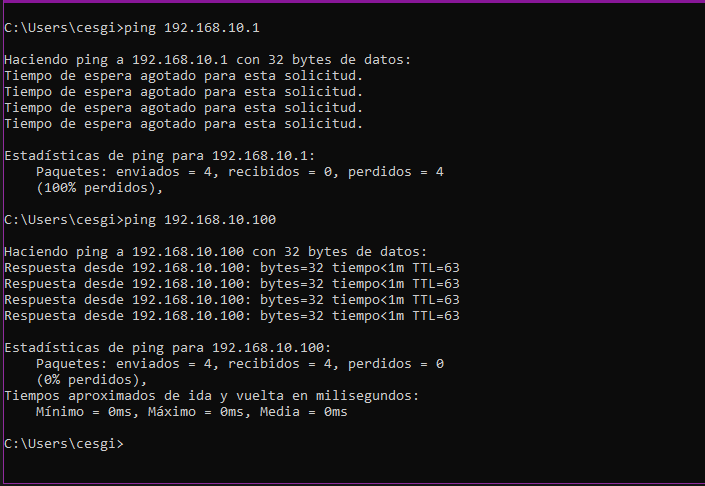 C:\Users\cesgi>ping 192.168.10.1
Haciendo ping a 192.168.10.1 con 32 bytes de datos:
Tiempo de espera agotado para esta solicitud.
Tiempo de espera agotado para esta solicitud.
Tiempo de espera agotado para esta solicitud.
Tiempo de espera agotado para esta solicitud.
Estadísticas de ping para 192.168.10.1:
    Paquetes: enviados = 4, recibidos = 0, perdidos = 4
    (100% perdidos),
C:\Users\cesgi>ping 192.168.10.100
Haciendo ping a 192.168.10.100 con 32 bytes de datos:
Respuesta desde 192.168.10.100: bytes=32 tiempo<1m TTL=63
Respuesta desde 192.168.10.100: bytes=32 tiempo<1m TTL=63
Respuesta desde 192.168.10.100: bytes=32 tiempo<1m TTL=63
Respuesta desde 192.168.10.100: bytes=32 tiempo<1m TTL=63
Estadísticas de ping para 192.168.10.100:
    Paquetes: enviados = 4, recibidos = 4, perdidos = 0
    (0% perdidos),
Tiempos aproximados de ida y vuelta en milisegundos:
    Mínimo = 0ms, Máximo = 0ms, Media = 0ms
C:\Users\cesgi>